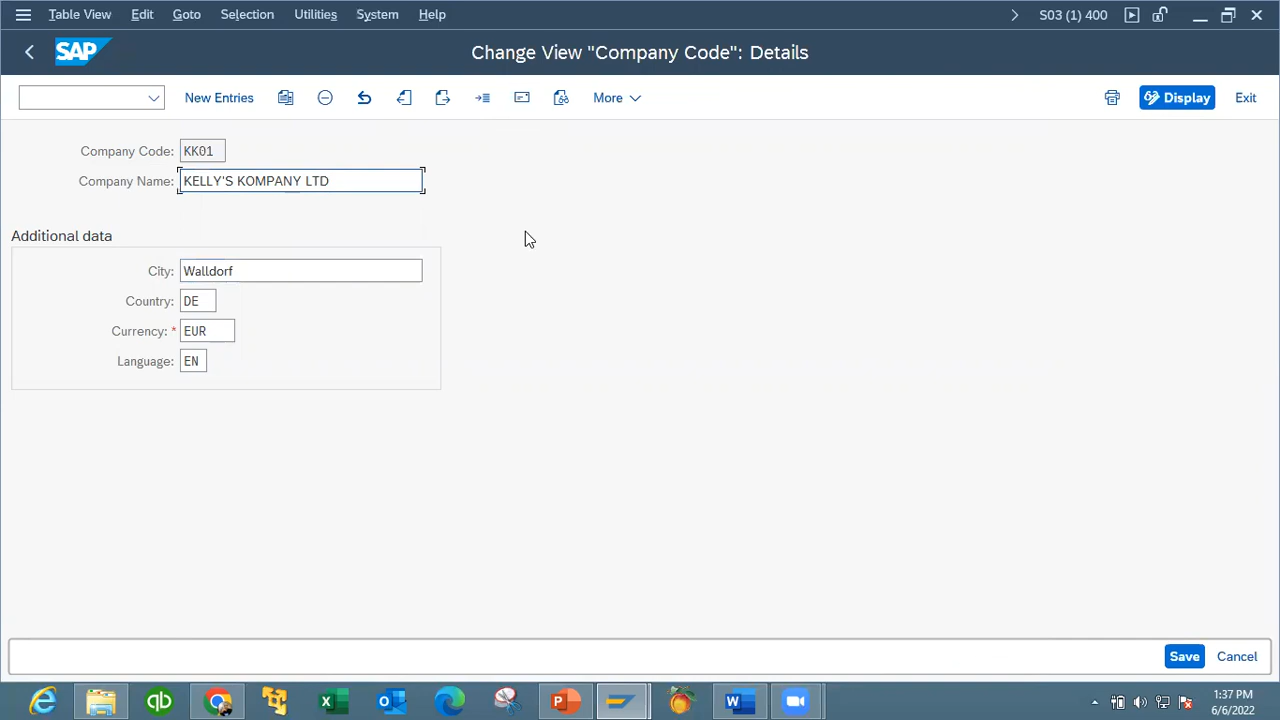 Table View Edit Goto Selection Utilities System Help S03 (1) 400
SAP Change View "Company Code": Details
New Entries More Display Exit
Company Code: KK01
Company Name: KELLY'S KOMPANY LTD
Additional data
City: Walldorf
Country: DE
Currency: * EUR
Language: EN
Save Cancel
1:37 PM
6/6/2022